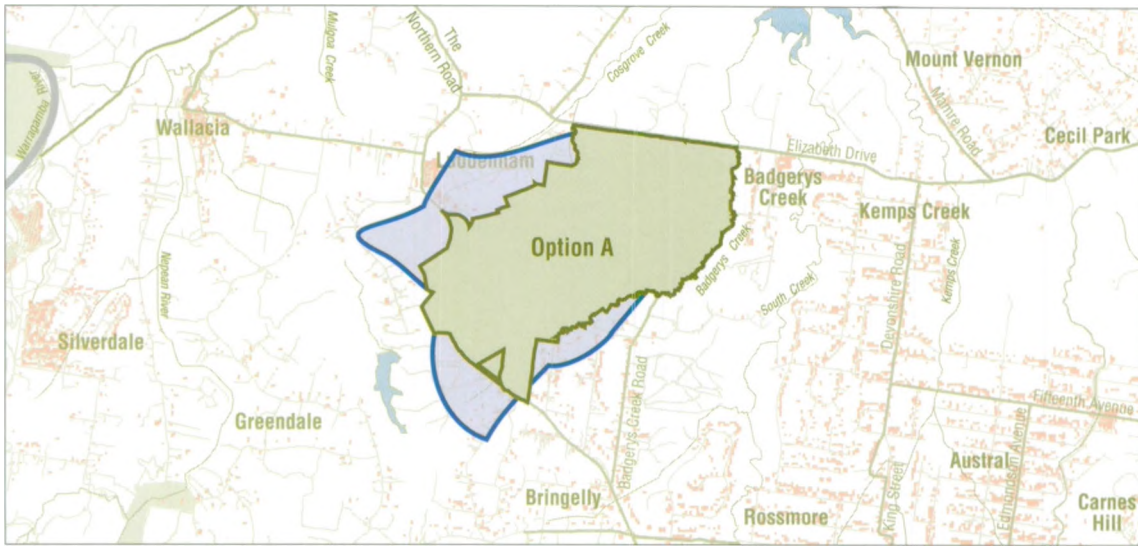 Mount Vernon
The
Northern Road
Mulgoa Creek
Cosgrove Creek
Mamre Road
Warragamba
River
Wallacia
Cecil Park
Luddenham
Elizabeth Drive
Badgerys
Creek
Kemps Creek
Option A
Badgerys Creek
South Creek
Devonshire Road
Kemps Creek
Nepean River
Silverdale
Badgerys Creek Road
Fifteenth Avenue
Greendale
Austral
Edmondson Avenue
King Street
Bringelly
Rossmore
Carnes
Hill